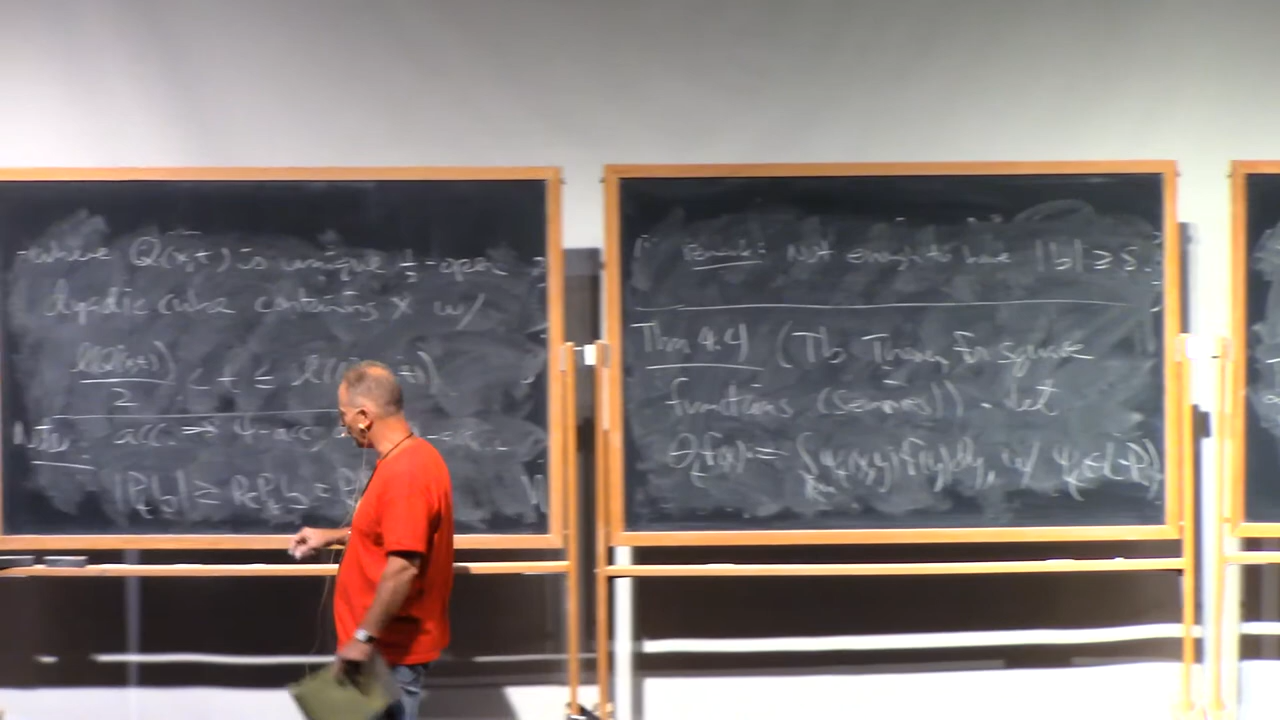 where Q(x,t) is unique ½-open
dyadic cube containing x w/
l(Q(x,t))/2 < t ≤ l(Q(x,t))
Note: acc. → ψ-acc
|P_t b| ≥ Re P_t b =
Remark: Not enough to have |b| ≥ δ.
Thm 4.4 (Tb Theorem for square
functions (Semmes)). Let
θ_t f(x) := ∫ ψ_t(x,y) f(y) dy, w/ ψ_t ∈